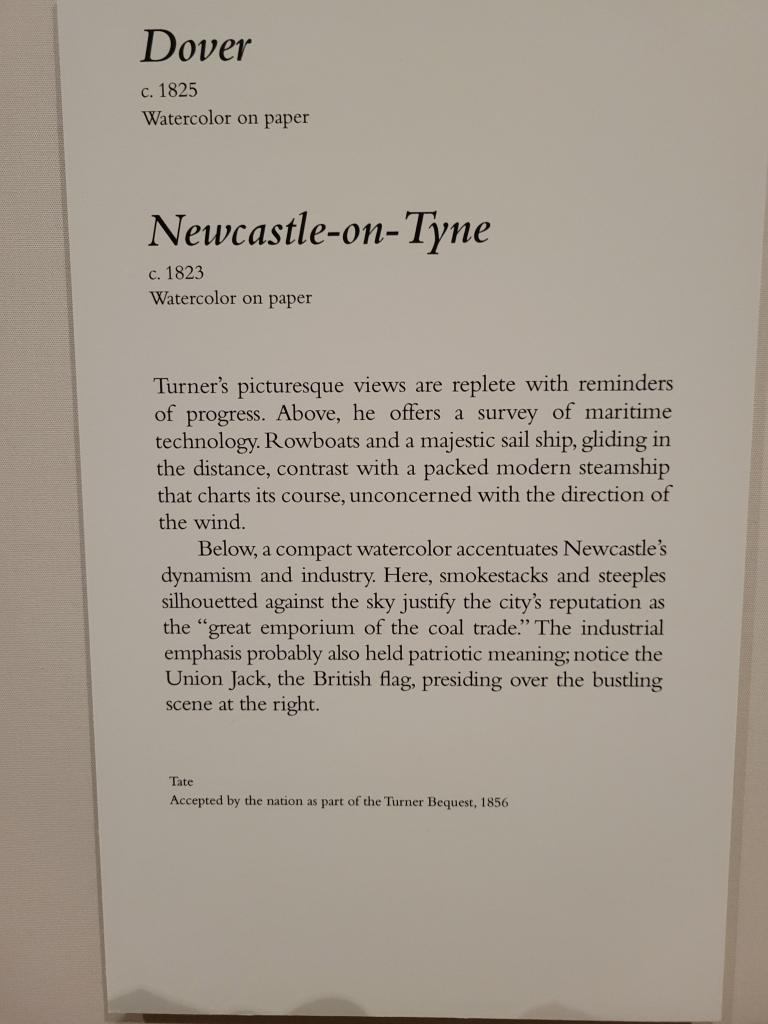 Dover
c. 1825
Watercolor on paper
Newcastle-on-Tyne
c. 1823
Watercolor on paper
Turner's picturesque views are replete with reminders
of progress. Above, he offers a survey of maritime
technology. Rowboats and a majestic sail ship, gliding in
the distance, contrast with a packed modern steamship
that charts its course, unconcerned with the direction of
the wind.
Below, a compact watercolor accentuates Newcastle's
dynamism and industry. Here, smokestacks and steeples
silhouetted against the sky justify the city's reputation as
the “great emporium of the coal trade.” The industrial
emphasis probably also held patriotic meaning; notice the
Union Jack, the British flag, presiding over the bustling
scene at the right.
Tate
Accepted by the nation as part of the Turner Bequest, 1856